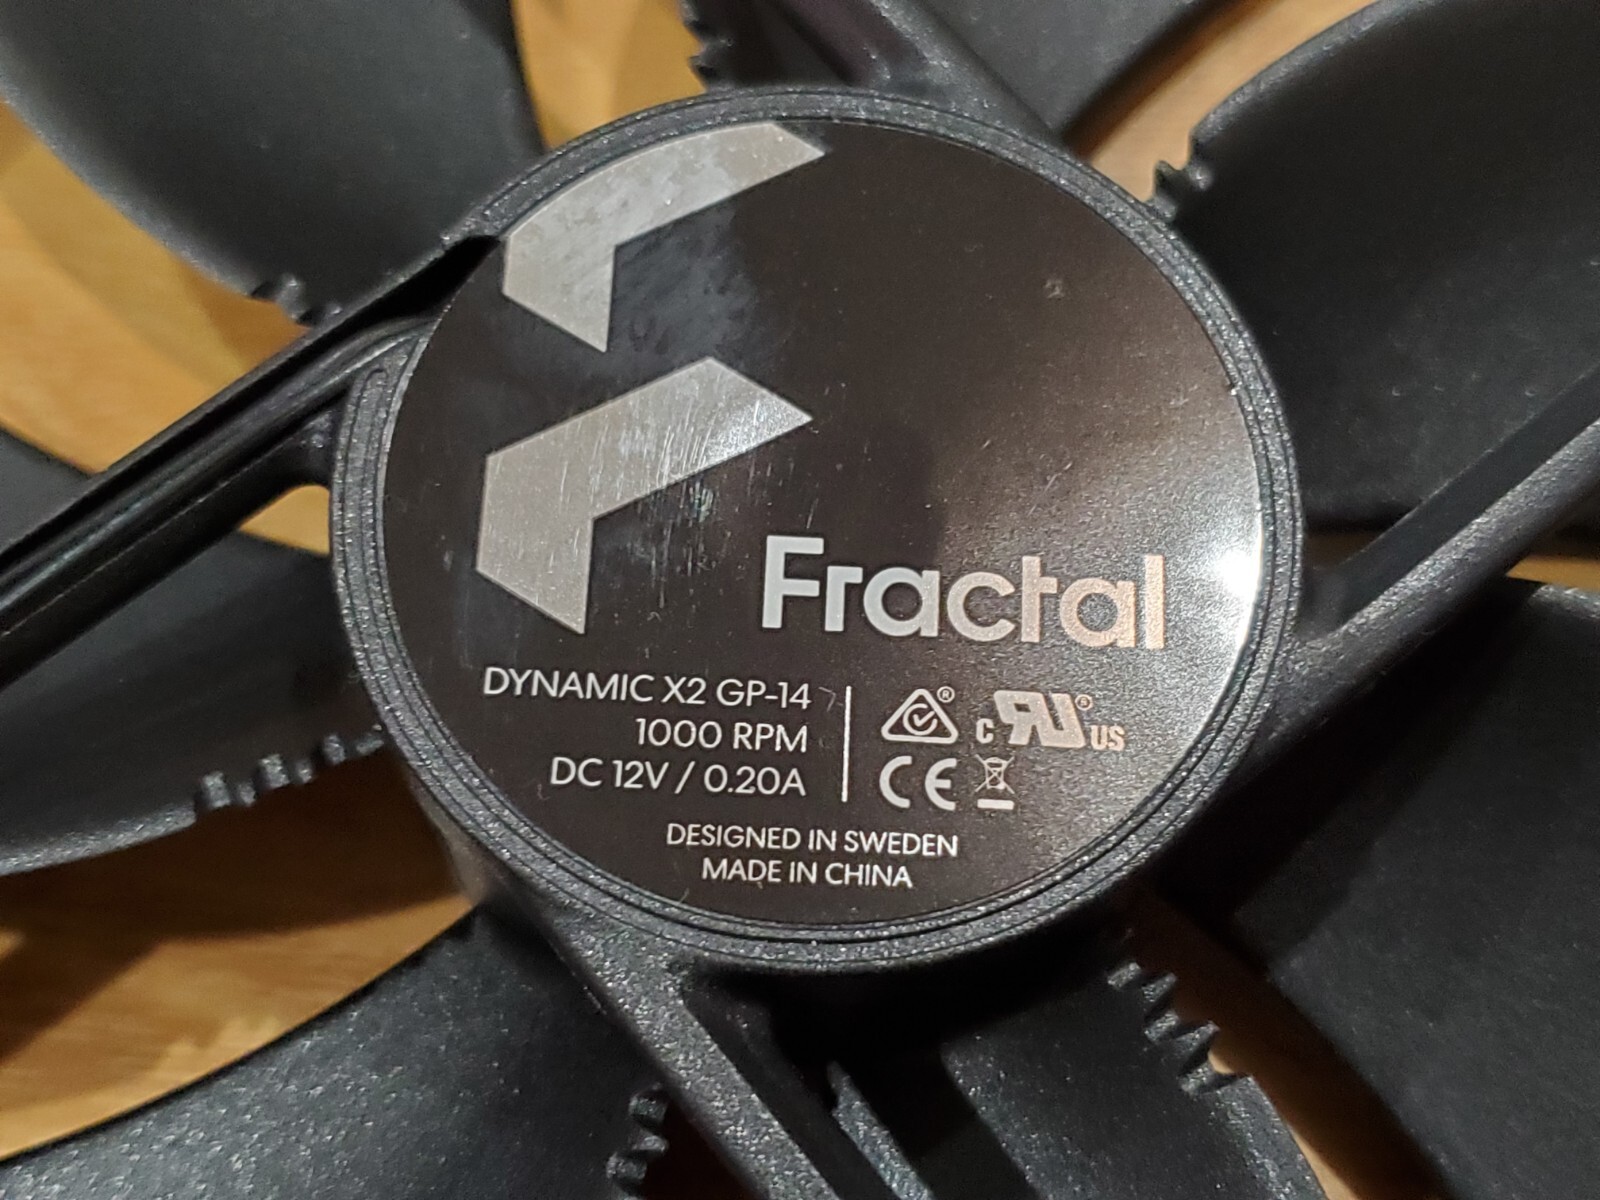 Fractal
DYNAMIC X2 GP-14
1000 RPM
DC 12V / 0.20A
®
c RU ® US
CE
DESIGNED IN SWEDEN
MADE IN CHINA